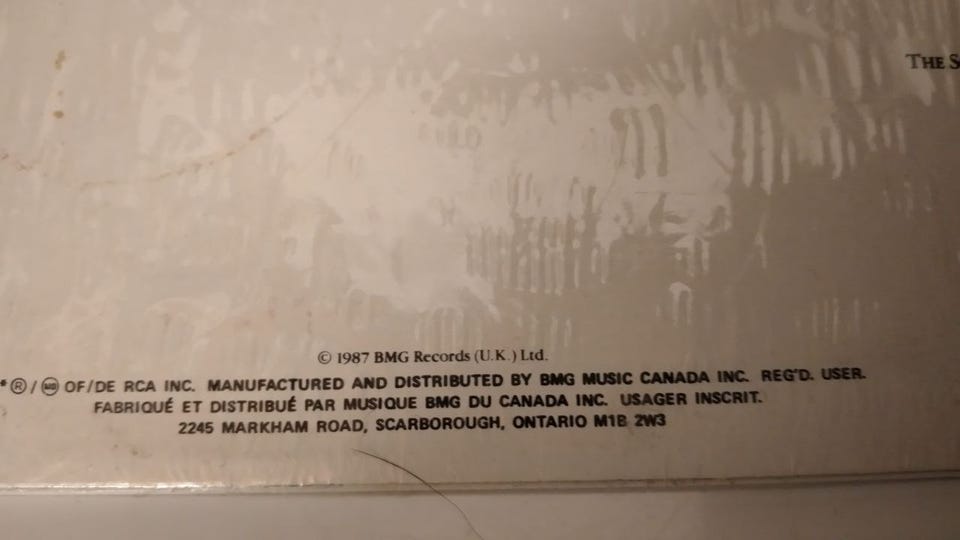 THE S
© 1987 BMG Records (U.K.) Ltd.
*®/ OF/DE RCA INC. MANUFACTURED AND DISTRIBUTED BY BMG MUSIC CANADA INC. REG'D. USER.
FABRIQUÉ ET DISTRIBUÉ PAR MUSIQUE BMG DU CANADA INC. USAGER INSCRIT.
2245 MARKHAM ROAD, SCARBOROUGH, ONTARIO M1B 2W3